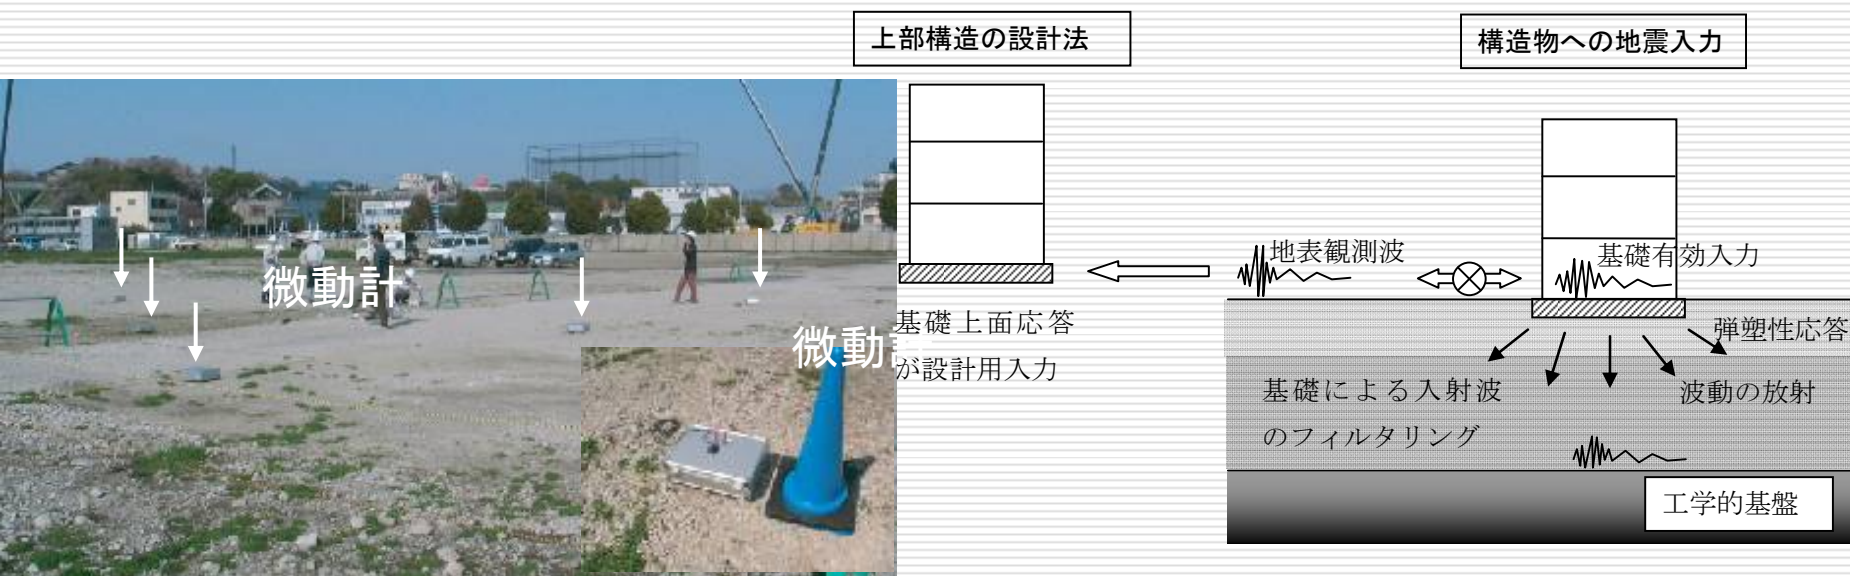 上部構造の設計法
構造物への地震入力
微動計
微動計
基礎上面応答
が設計用入力
地表観測波
基礎有効入力
弾塑性応答
基礎による入射波
のフィルタリング
波動の放射
工学的基盤